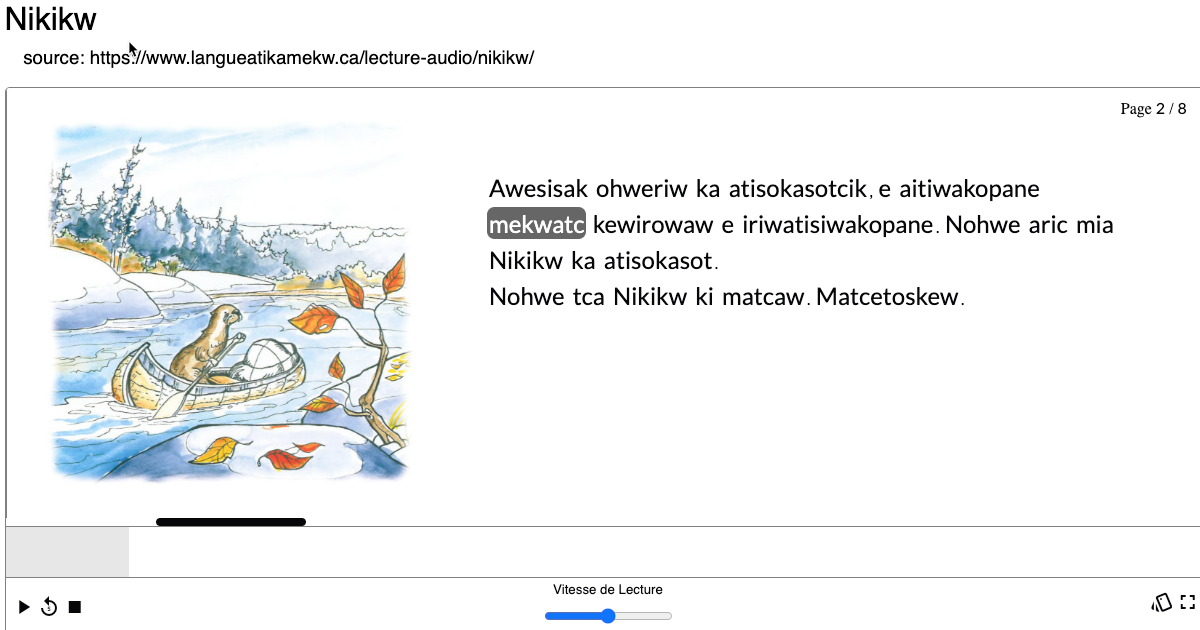 Nikikw
source: https://www.langueatikamekw.ca/lecture-audio/nikikw/
Page 2 / 8
Awesisak ohweriw ka atisokasotcik, e aitiwakopane
mekwatc kewirowaw e iriwatisiwakopane. Nohwe aric mia
Nikikw ka atisokasot.
Nohwe tca Nikikw ki matcaw. Matcetoskew.
Vitesse de Lecture
5